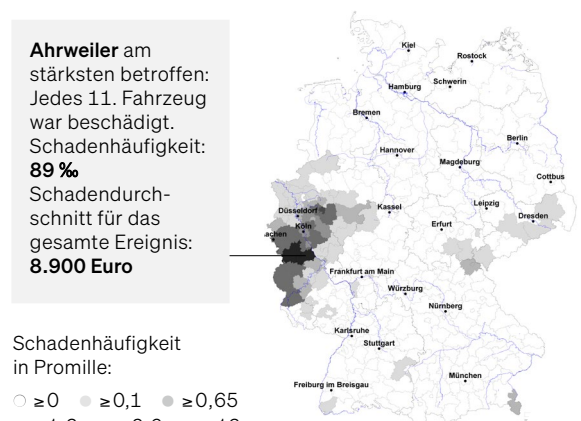 Ahrweiler am
stärksten betroffen:
Jedes 11. Fahrzeug
war beschädigt.
Schadenhäufigkeit:
89 ‰
Schadendurch-
schnitt für das
gesamte Ereignis:
8.900 Euro
Schadenhäufigkeit
in Promille:
≥0 ≥0,1 ≥0,65
Kiel
Rostock
Schwerin
Hamburg
Bremen
Berlin
Hannover
Magdeburg
Cottbus
Düsseldorf
Kassel
Leipzig
Dresden
Köln
achen
Erfurt
Frankfurt am Main
Würzburg
Nürnberg
Karlsruhe
Stuttgart
München
Freiburg im Breisgau